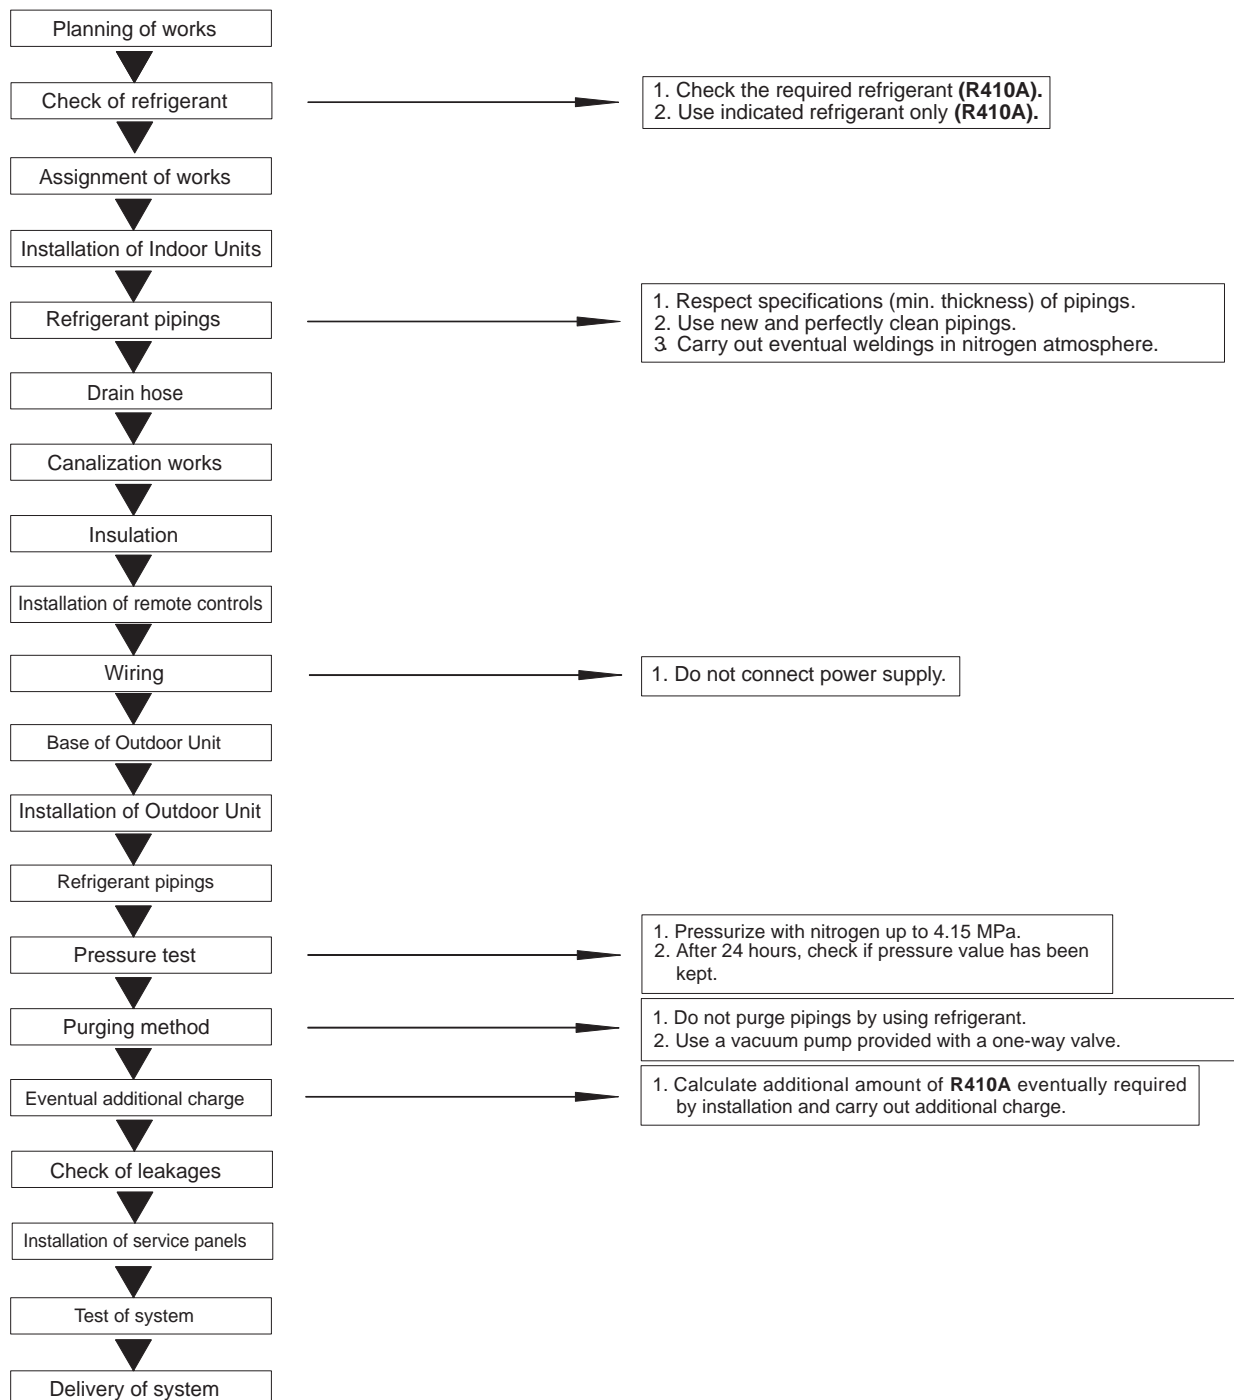 Planning of works
Check of refrigerant
1. Check the required refrigerant (R410A).
2. Use indicated refrigerant only (R410A).
Assignment of works
Installation of Indoor Units
Refrigerant pipings
1. Respect specifications (min. thickness) of pipings.
2. Use new and perfectly clean pipings.
3. Carry out eventual weldings in nitrogen atmosphere.
Drain hose
Canalization works
Insulation
Installation of remote controls
Wiring
1. Do not connect power supply.
Base of Outdoor Unit
Installation of Outdoor Unit
Refrigerant pipings
Pressure test
1. Pressurize with nitrogen up to 4.15 MPa.
2. After 24 hours, check if pressure value has been
kept.
Purging method
1. Do not purge pipings by using refrigerant.
2. Use a vacuum pump provided with a one-way valve.
Eventual additional charge
1. Calculate additional amount of R410A eventually required
by installation and carry out additional charge.
Check of leakages
Installation of service panels
Test of system
Delivery of system